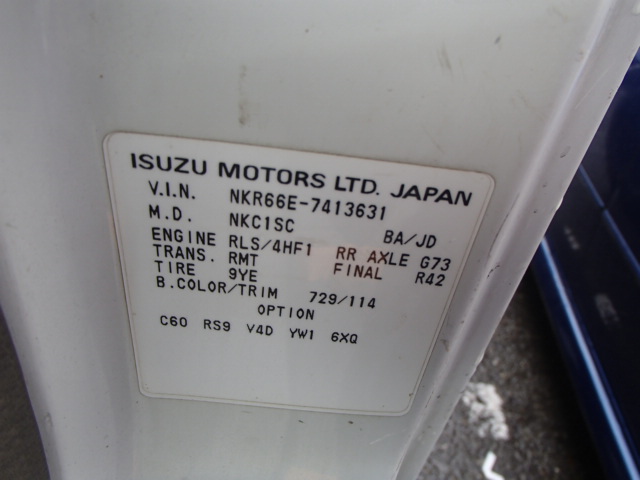 ISUZU MOTORS LTD. JAPAN
V.I.N. NKR66E-7413631
M.D. NKC1SC BA/JD
ENGINE RLS/4HF1 RR AXLE G73
TRANS. RMT FINAL R42
TIRE 9YE
B.COLOR/TRIM 729/114
OPTION
C60 RS9 V4D YW1 6XQ